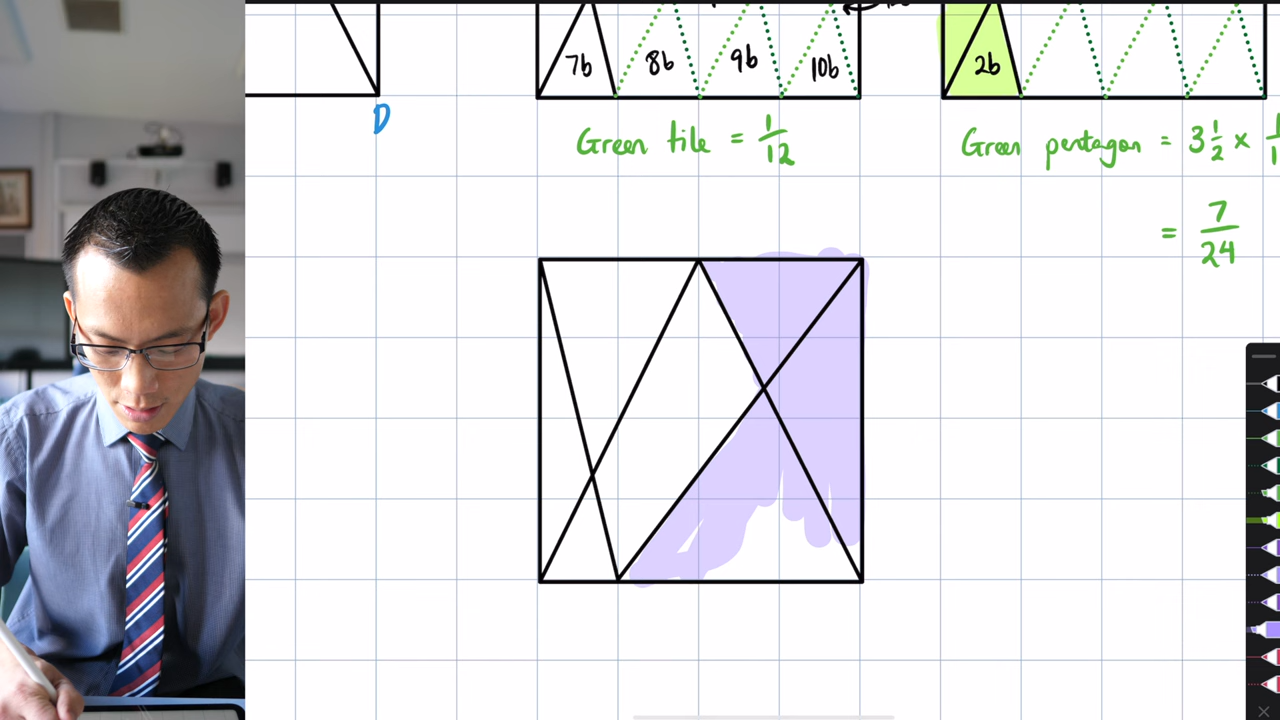 7b 8b 9b 10b 2b
D
Green tile = 1/12
Green pentagon = 3 1/2 ×
= 7/24